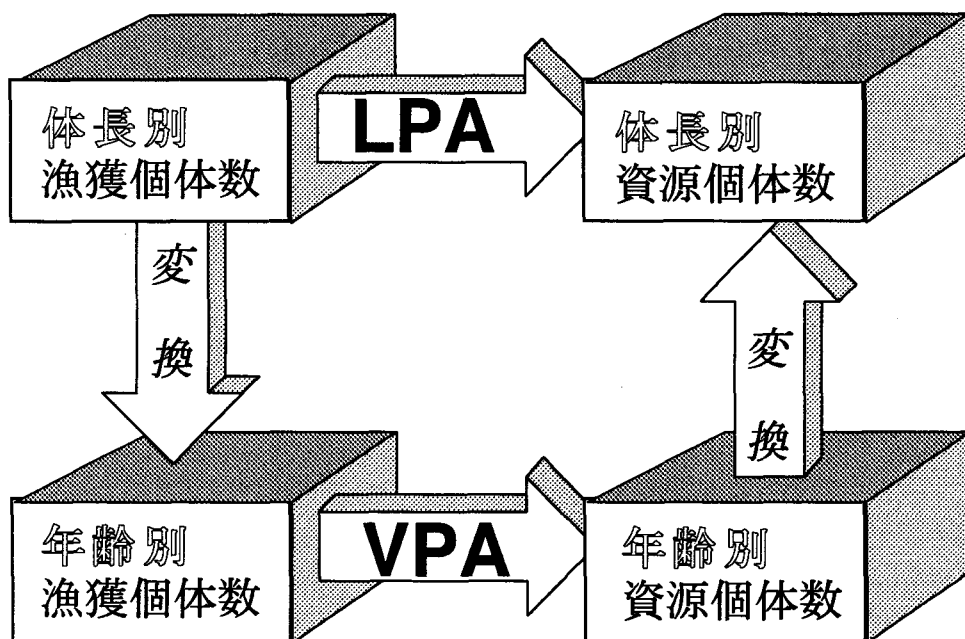 体長別
漁獲個体数
LPA
体長別
資源個体数
変
換
変
換
年齢別
漁獲個体数
VPA
年齢別
資源個体数